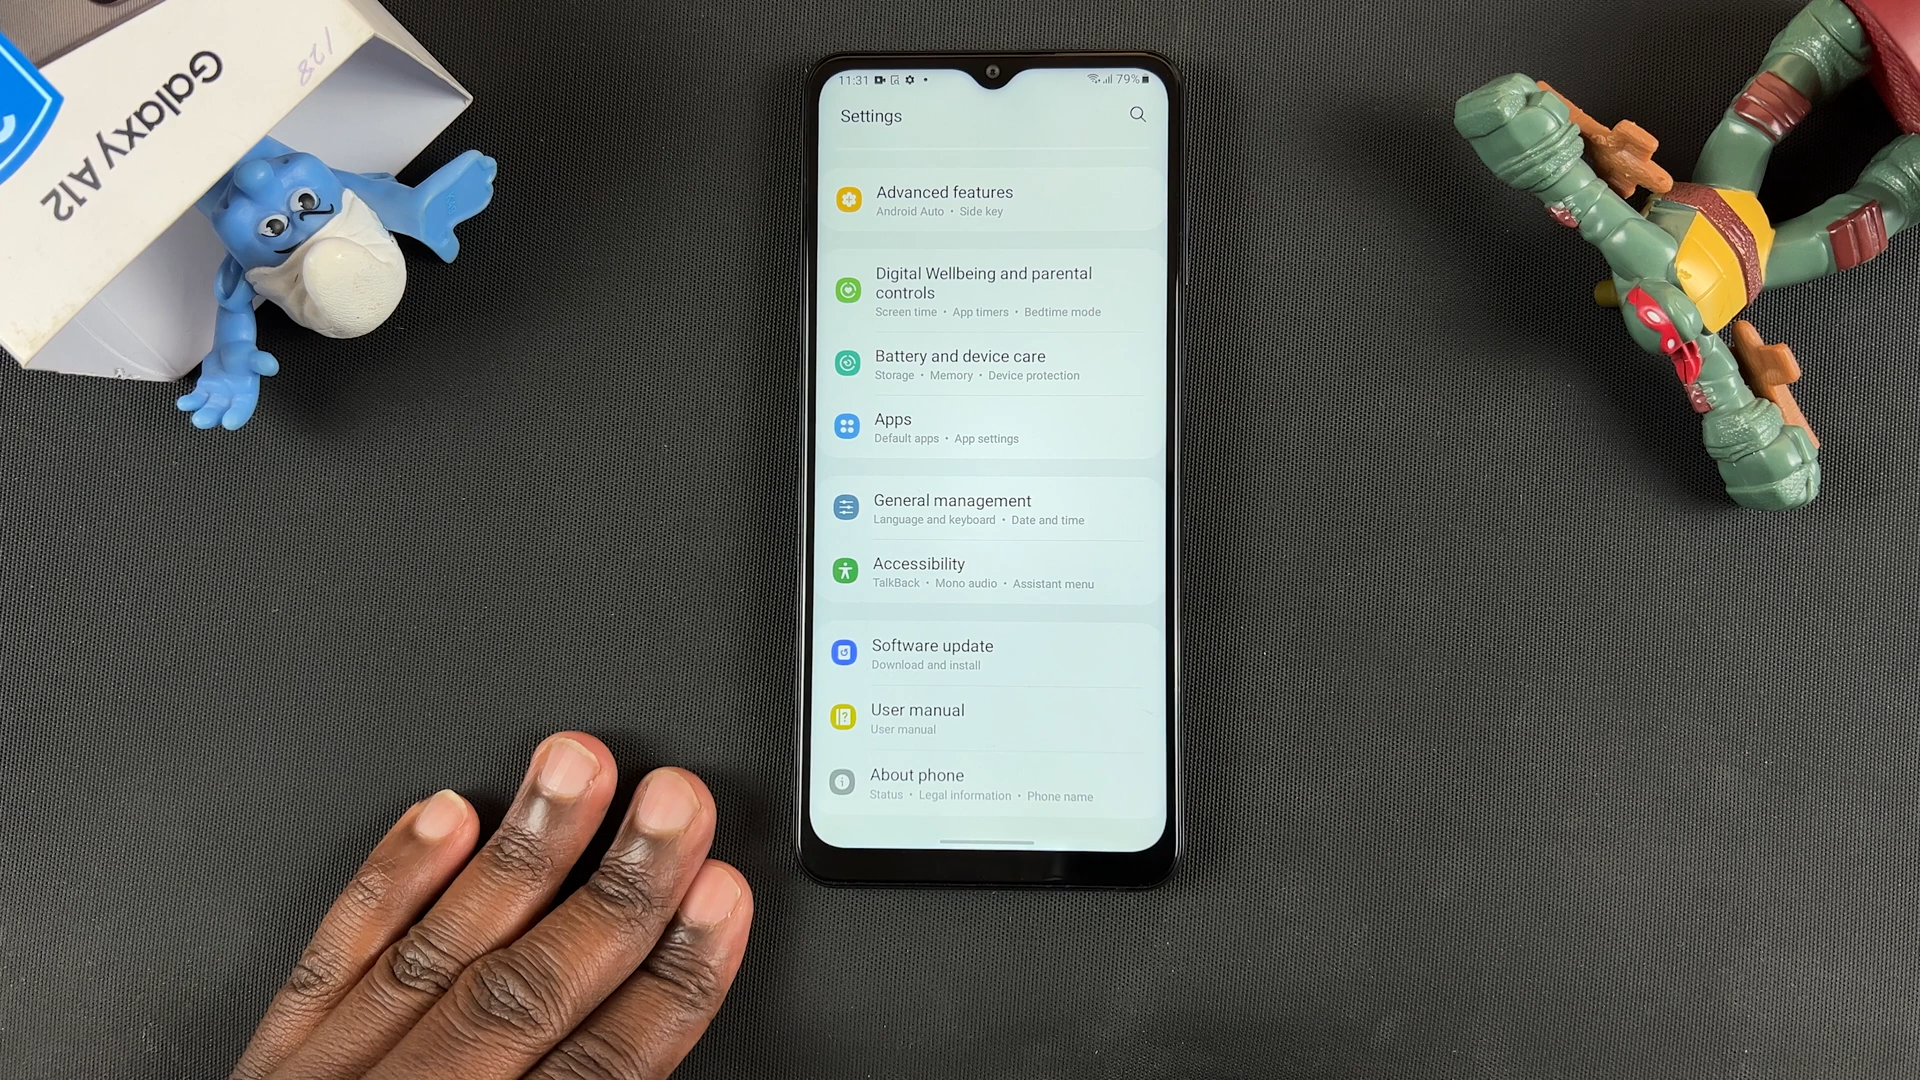 Galaxy A12
128
11:31
79%
Settings
Advanced features
Android Auto • Side key
Digital Wellbeing and parental
controls
Screen time • App timers • Bedtime mode
Battery and device care
Storage • Memory • Device protection
Apps
Default apps • App settings
General management
Language and keyboard • Date and time
Accessibility
TalkBack • Mono audio • Assistant menu
Software update
Download and install
User manual
User manual
About phone
Status • Legal information • Phone name